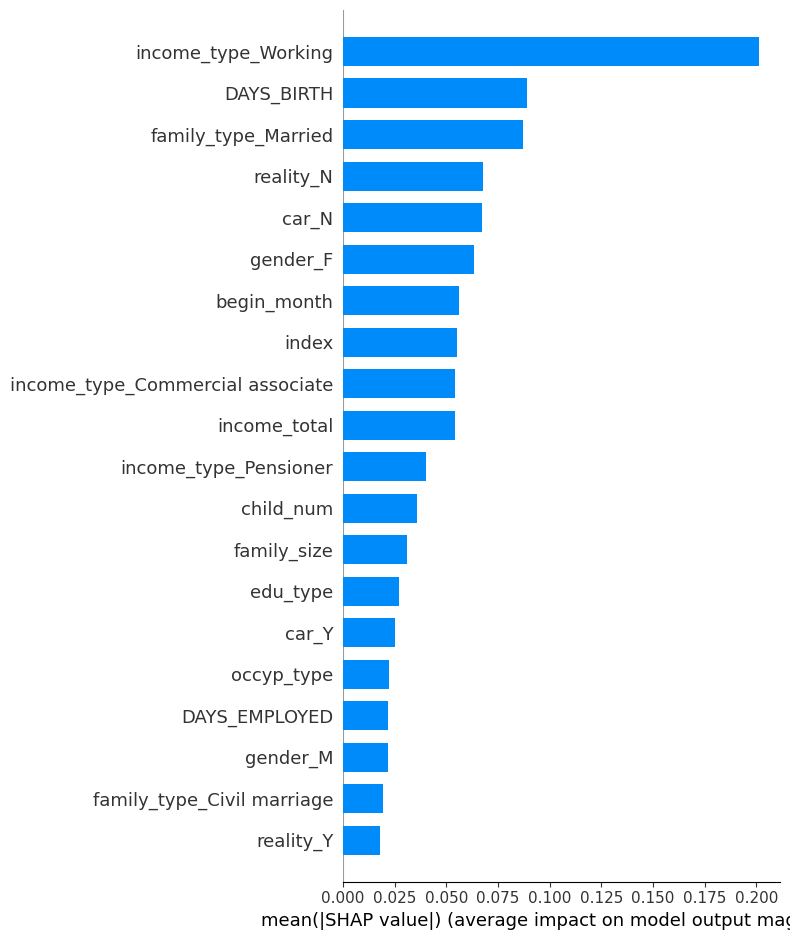 income_type_Working
DAYS_BIRTH
family_type_Married
reality_N
car_N
gender_F
begin_month
index
income_type_Commercial associate
income_total
income_type_Pensioner
child_num
family_size
edu_type
car_Y
occyp_type
DAYS_EMPLOYED
gender_M
family_type_Civil marriage
reality_Y
0.000 0.025 0.050 0.075 0.100 0.125 0.150 0.175 0.200
mean(|SHAP value|) (average impact on model output mag